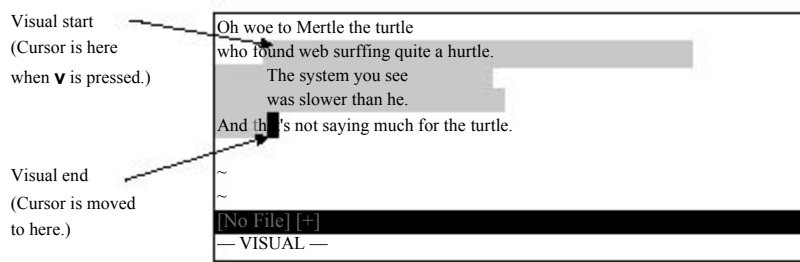 Visual start
(Cursor is here
when v is pressed.)
Oh woe to Mertle the turtle
who found web surffing quite a hurtle.
The system you see
was slower than he.
And that's not saying much for the turtle.
~
~
[No File] [+]
— VISUAL —
Visual end
(Cursor is moved
to here.)